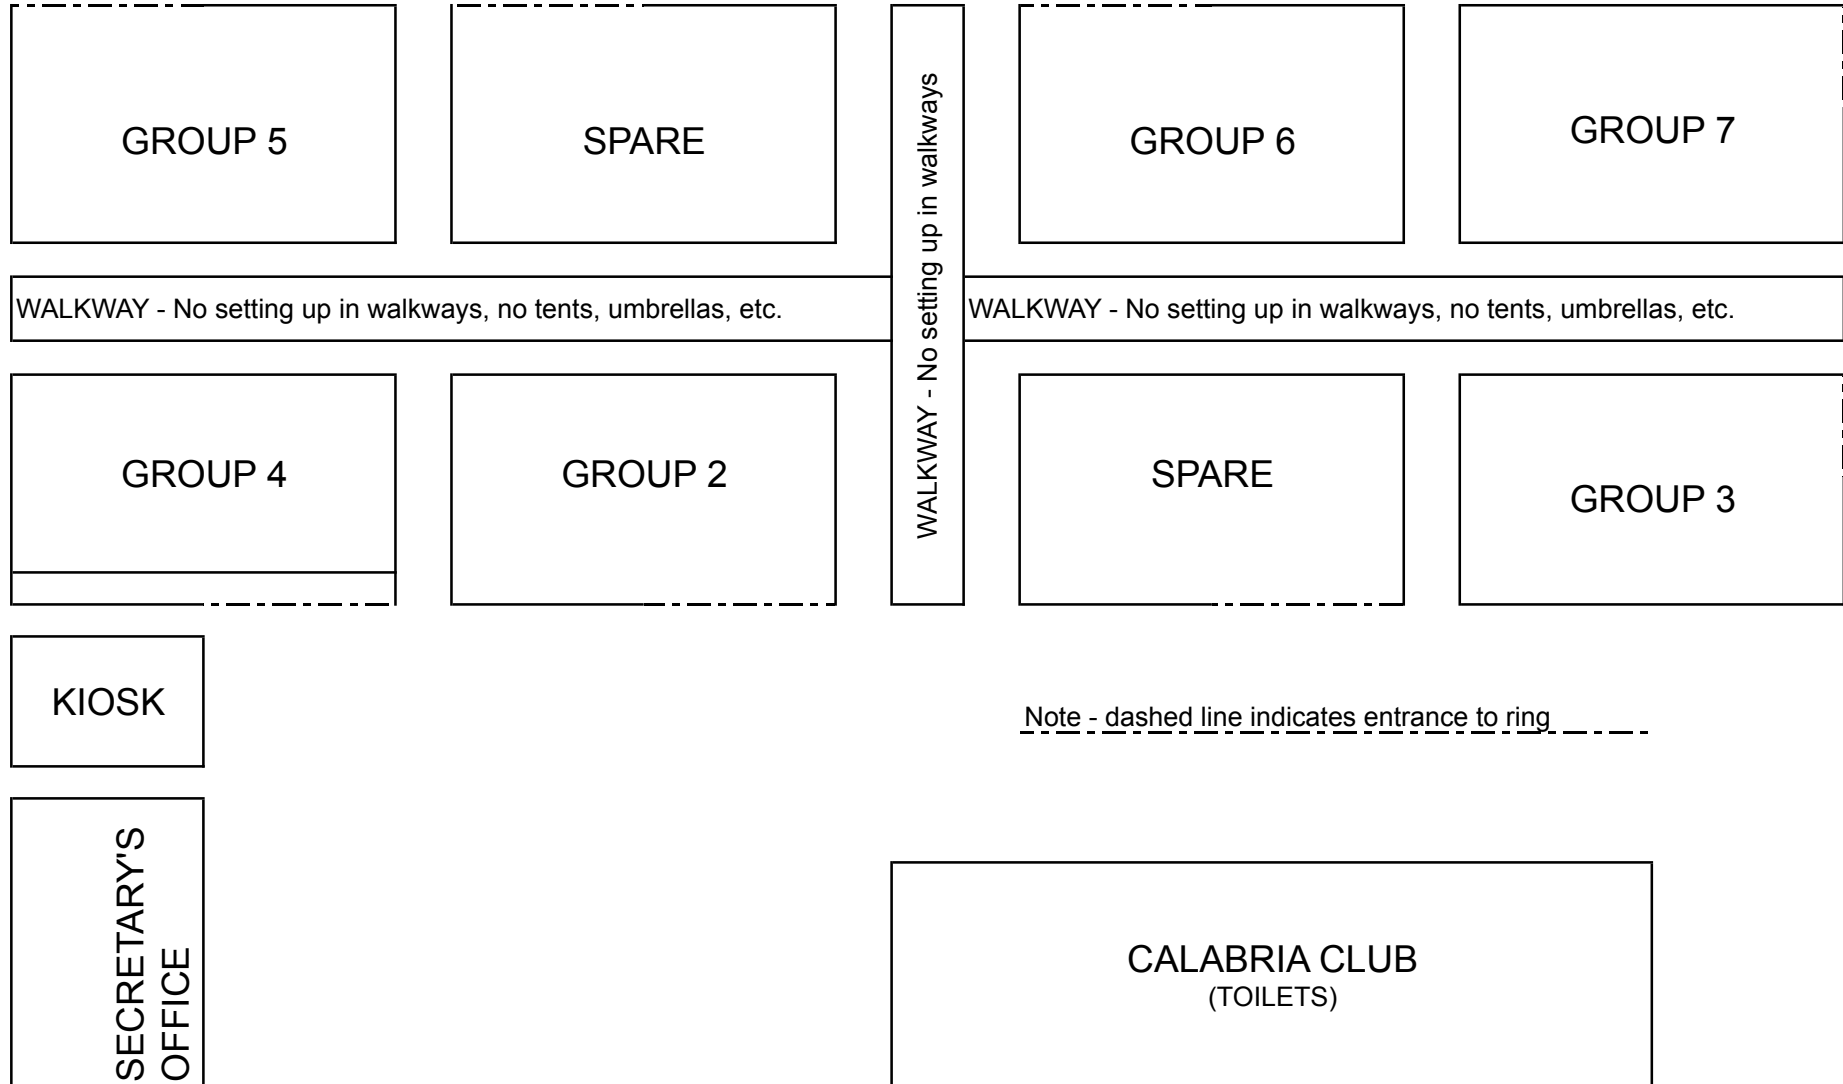 GROUP 5
SPARE
WALKWAY - No setting up in walkways
GROUP 6
GROUP 7
WALKWAY - No setting up in walkways, no tents, umbrellas, etc.
WALKWAY - No setting up in walkways, no tents, umbrellas, etc.
GROUP 4
GROUP 2
SPARE
GROUP 3
KIOSK
Note - dashed line indicates entrance to ring
SECRETARY'S
OFFICE
CALABRIA CLUB
(TOILETS)